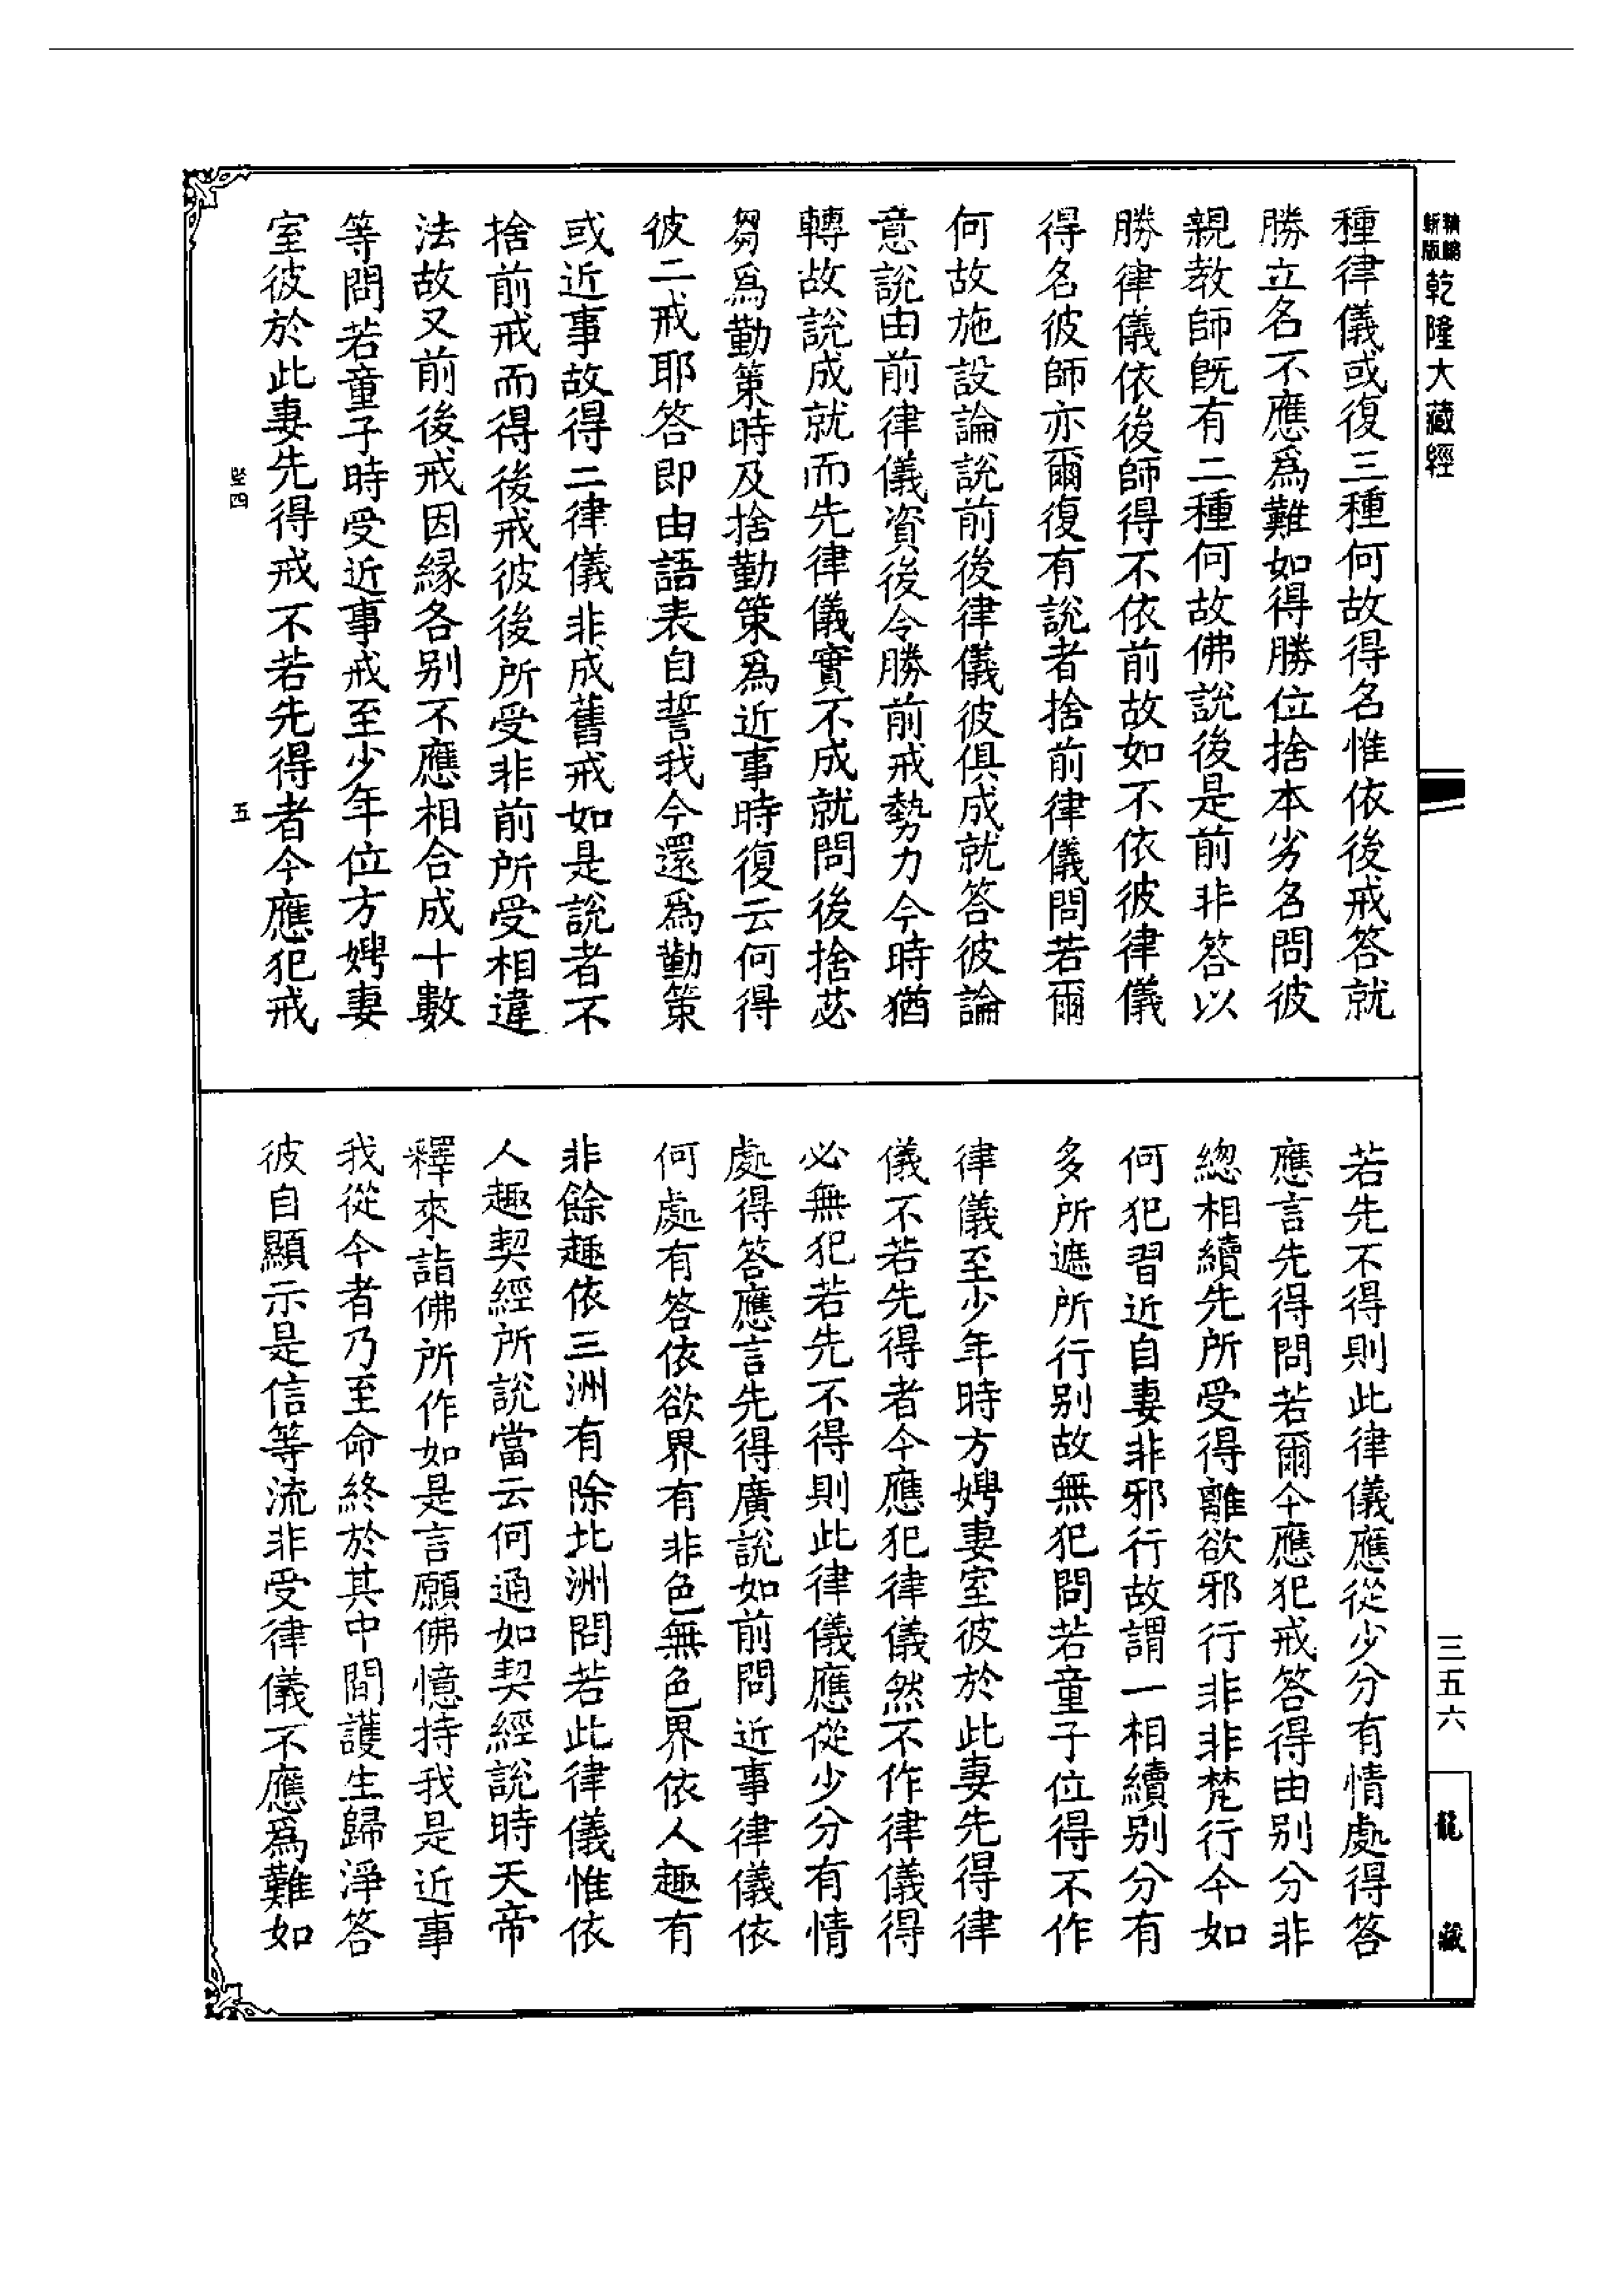 乾隆大藏經
種律儀或復三種何故得名惟依後戒答就
勝立名不應爲難如得勝位捨本劣名問彼
親教師既有二種何故佛說後是前非答以
勝律儀依後師得不依前故如不依彼律儀
得名彼師亦爾復有說者捨前律儀問若爾
何故施設論說前後律儀彼俱成就答彼論
意說由前律儀資後令勝前戒勢力今時猶
轉故說成就而先律儀實不成就問後捨苾
芻爲勤策時及捨勤策爲近事時復云何得
彼二戒耶答即由語表自誓我今還爲勤策
或近事故得二律儀非成舊戒如是說者不
捨前戒而得後戒彼後所受非前所受相違
法故又前後戒因緣各别不應相合成十數
等問若童子時受近事戒至少年位方娉妻
室彼於此妻先得戒不若先得者今應犯戒
竪四
五
若先不得則此律儀應從少分有情處得答
應言先得問若爾今應犯戒答得由别分非
緫相續先所受得離欲邪行非非梵行今如
何犯習近自妻非邪行故謂一相續别分有
多所遮所行别故無犯問若童子位得不作
律儀至少年時方娉妻室彼於此妻先得律
儀不若先得者今應犯律儀然不作律儀得
必無犯若先不得則此律儀應從少分有情
處得答應言先得廣說如前問近事律儀依
何處有答依欲界有非色無色界依人趣有
非餘趣依三洲有除北洲問若此律儀惟依
人趣契經所說當云何通如契經說時天帝
釋來詣佛所作如是言願佛憶持我是近事
我從今者乃至命終於其中間護生歸淨答
彼自顯示是信等流非受律儀不應爲難如
三五六
龍藏